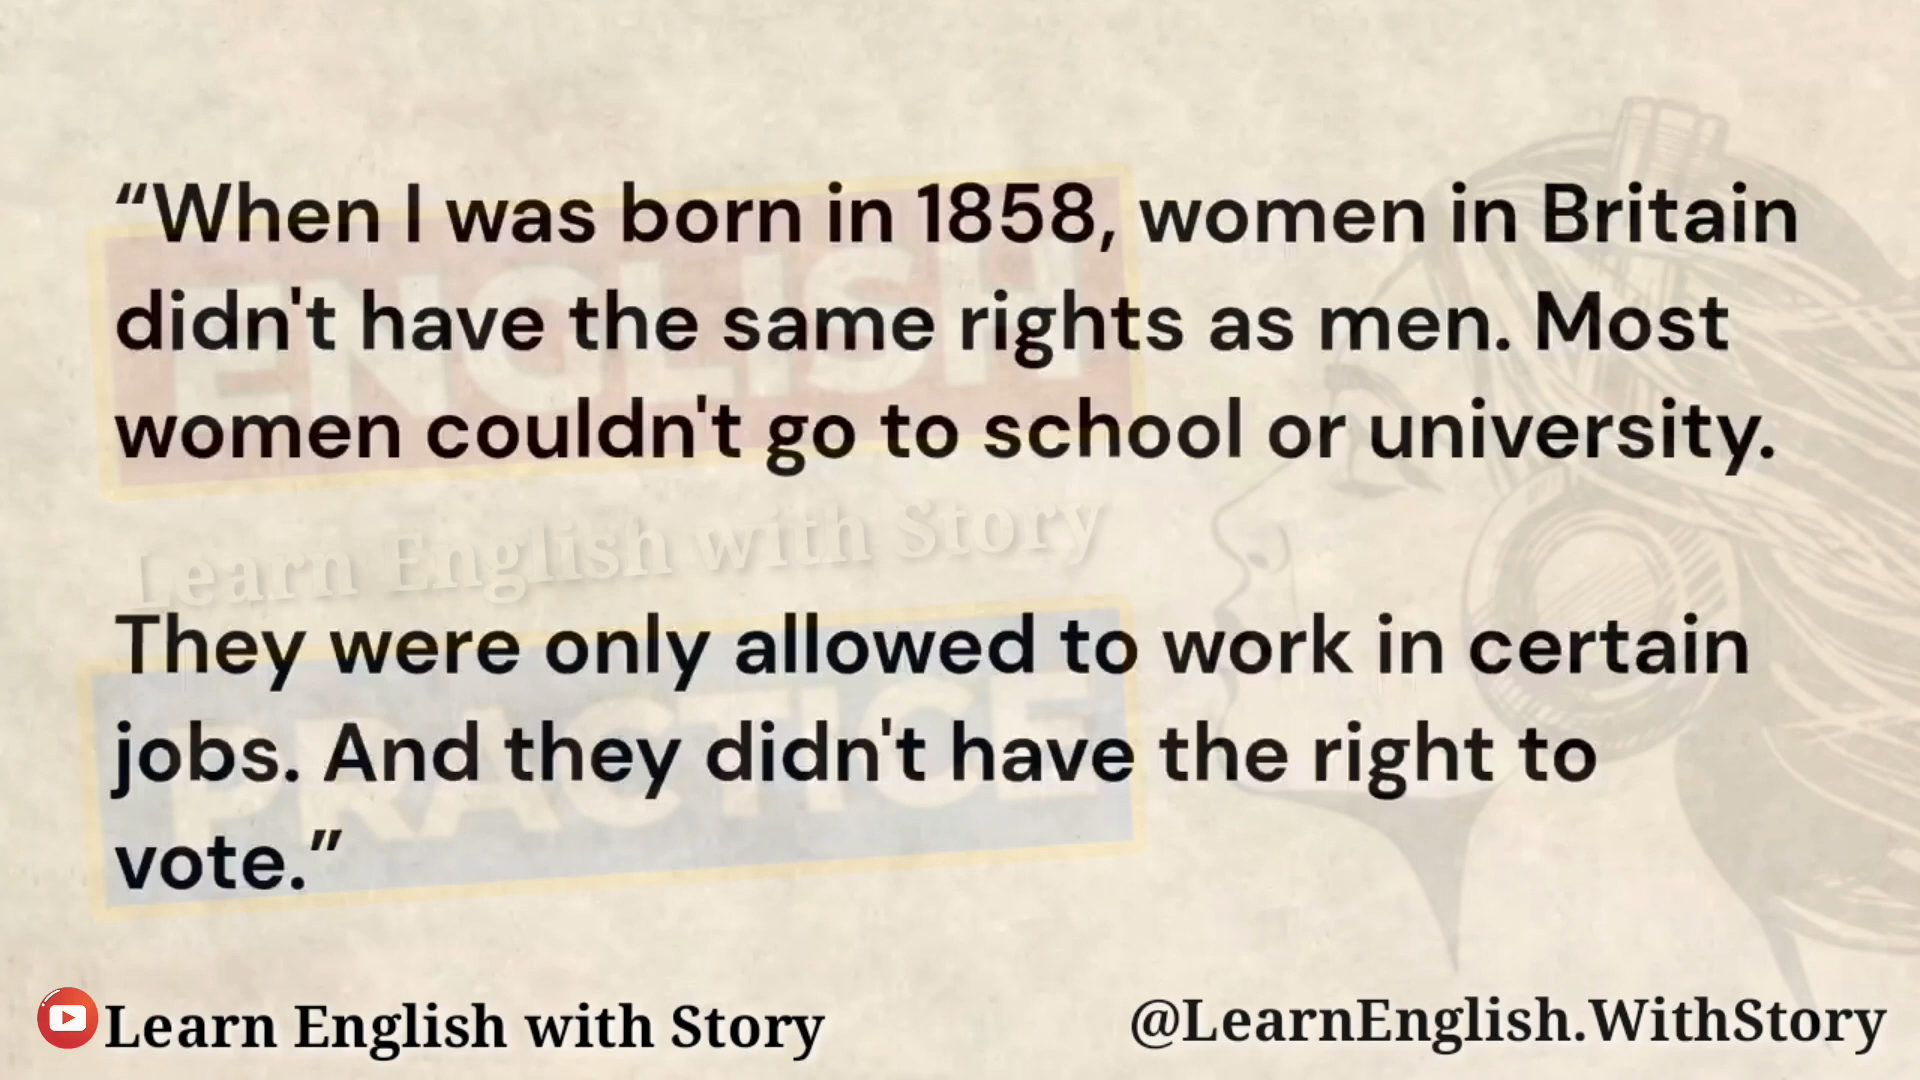 “When I was born in 1858, women in Britain
didn't have the same rights as men. Most
women couldn't go to school or university.
They were only allowed to work in certain
jobs. And they didn't have the right to
vote.”
ENGLISH
Learn English with Story
PRACTICE
Learn English with Story
@LearnEnglish.WithStory